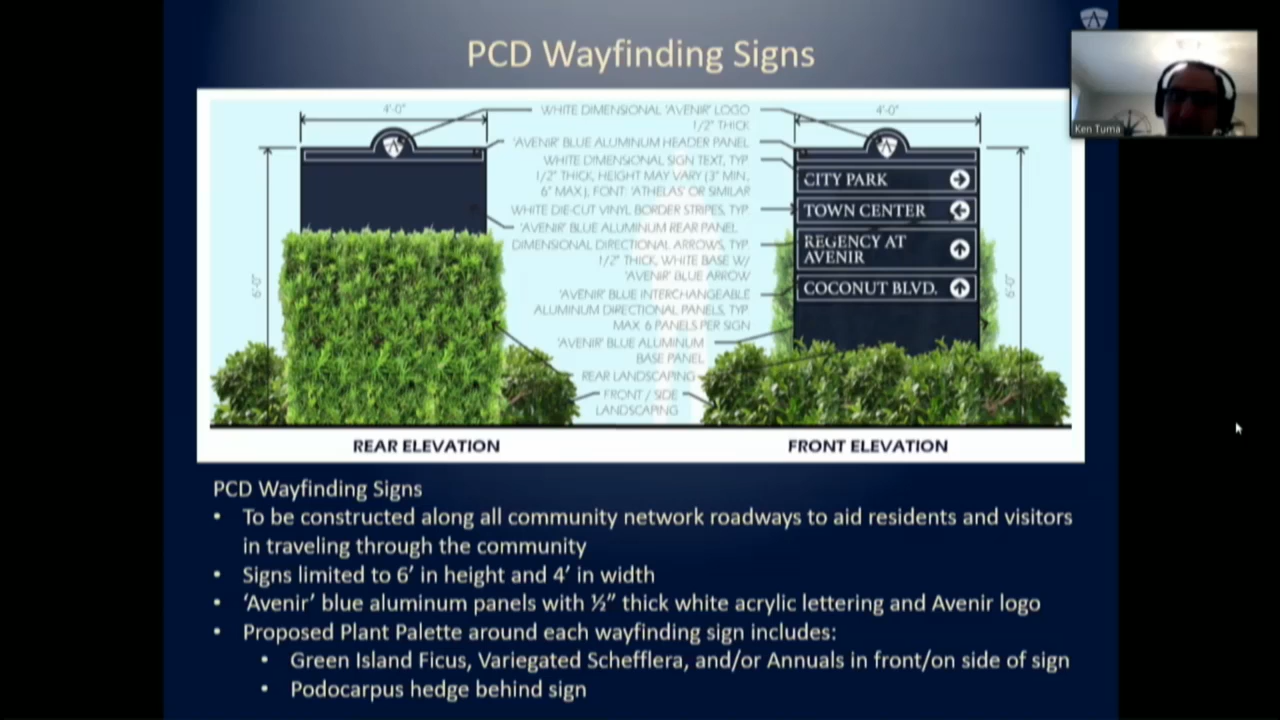 PCD Wayfinding Signs
Ken Tuma
4'-0"
WHITE DIMENSIONAL 'AVENIR' LOGO
1/2" THICK
'AVENIR' BLUE ALUMINUM HEADER PANEL
WHITE DIMENSIONAL SIGN TEXT, TYP.
1/2" THICK, HEIGHT MAY VARY (3" MIN.
6" MAX.); FONT: 'ATHELAS' OR SIMILAR
WHITE DIE-CUT VINYL BORDER STRIPES, TYP.
'AVENIR' BLUE ALUMINUM REAR PANEL
DIMENSIONAL DIRECTIONAL ARROWS, TYP.
1/2" THICK, WHITE BASE W/
'AVENIR' BLUE ARROW
'AVENIR' BLUE INTERCHANGEABLE
ALUMINUM DIRECTIONAL PANELS, TYP.
MAX. 6 PANELS PER SIGN
'AVENIR' BLUE ALUMINUM
BASE PANEL
REAR LANDSCAPING
FRONT / SIDE
LANDSCAPING
6'-0"
4'-0"
CITY PARK
TOWN CENTER
REGENCY AT
AVENIR
COCONUT BLVD.
6'-0"
REAR ELEVATION
FRONT ELEVATION
PCD Wayfinding Signs
• To be constructed along all community network roadways to aid residents and visitors
in traveling through the community
• Signs limited to 6' in height and 4' in width
• 'Avenir' blue aluminum panels with ½" thick white acrylic lettering and Avenir logo
• Proposed Plant Palette around each wayfinding sign includes:
• Green Island Ficus, Variegated Schefflera, and/or Annuals in front/on side of sign
• Podocarpus hedge behind sign